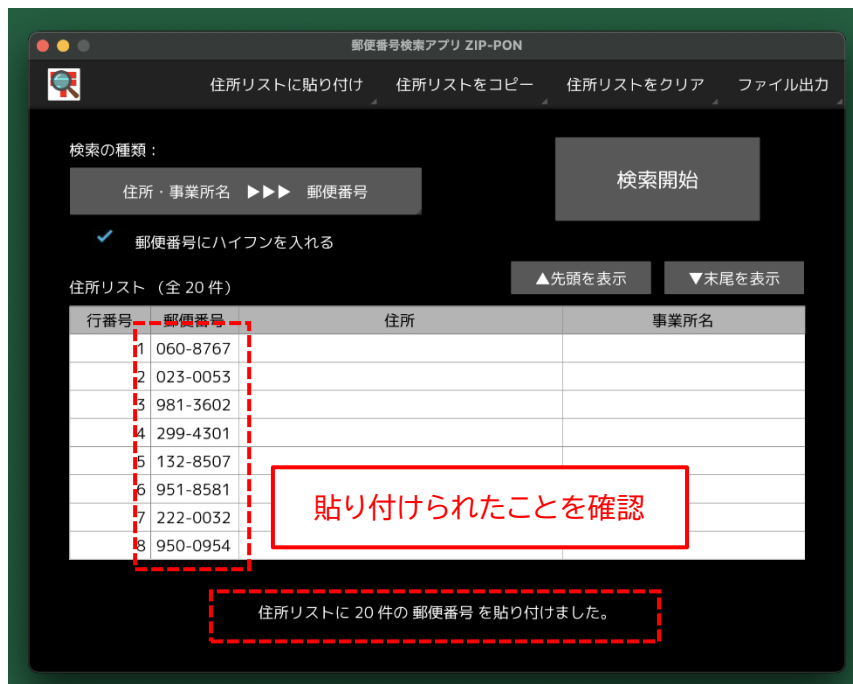 郵便番号検索アプリ ZIP-PON
住所リストに貼り付け 住所リストをコピー 住所リストをクリア ファイル出力
検索の種類：
住所・事業所名 ▶▶▶ 郵便番号
検索開始
郵便番号にハイフンを入れる
住所リスト（全 20 件）
▲先頭を表示 ▼末尾を表示
行番号 郵便番号 住所 事業所名
1 060-8767
2 023-0053
3 981-3602
4 299-4301
5 132-8507
6 951-8581
7 222-0032
8 950-0954
貼り付けられたことを確認
住所リストに 20 件の 郵便番号 を貼り付けました。